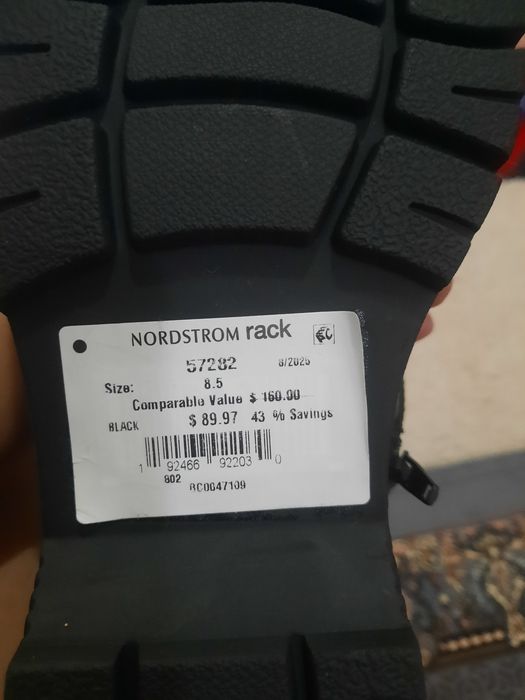 NORDSTROM rack
57282 8/2025
Size: 8.5
Comparable Value $ 160.00
BLACK $ 89.97 43 % Savings
1 92466 92203 0
802
RC0647109